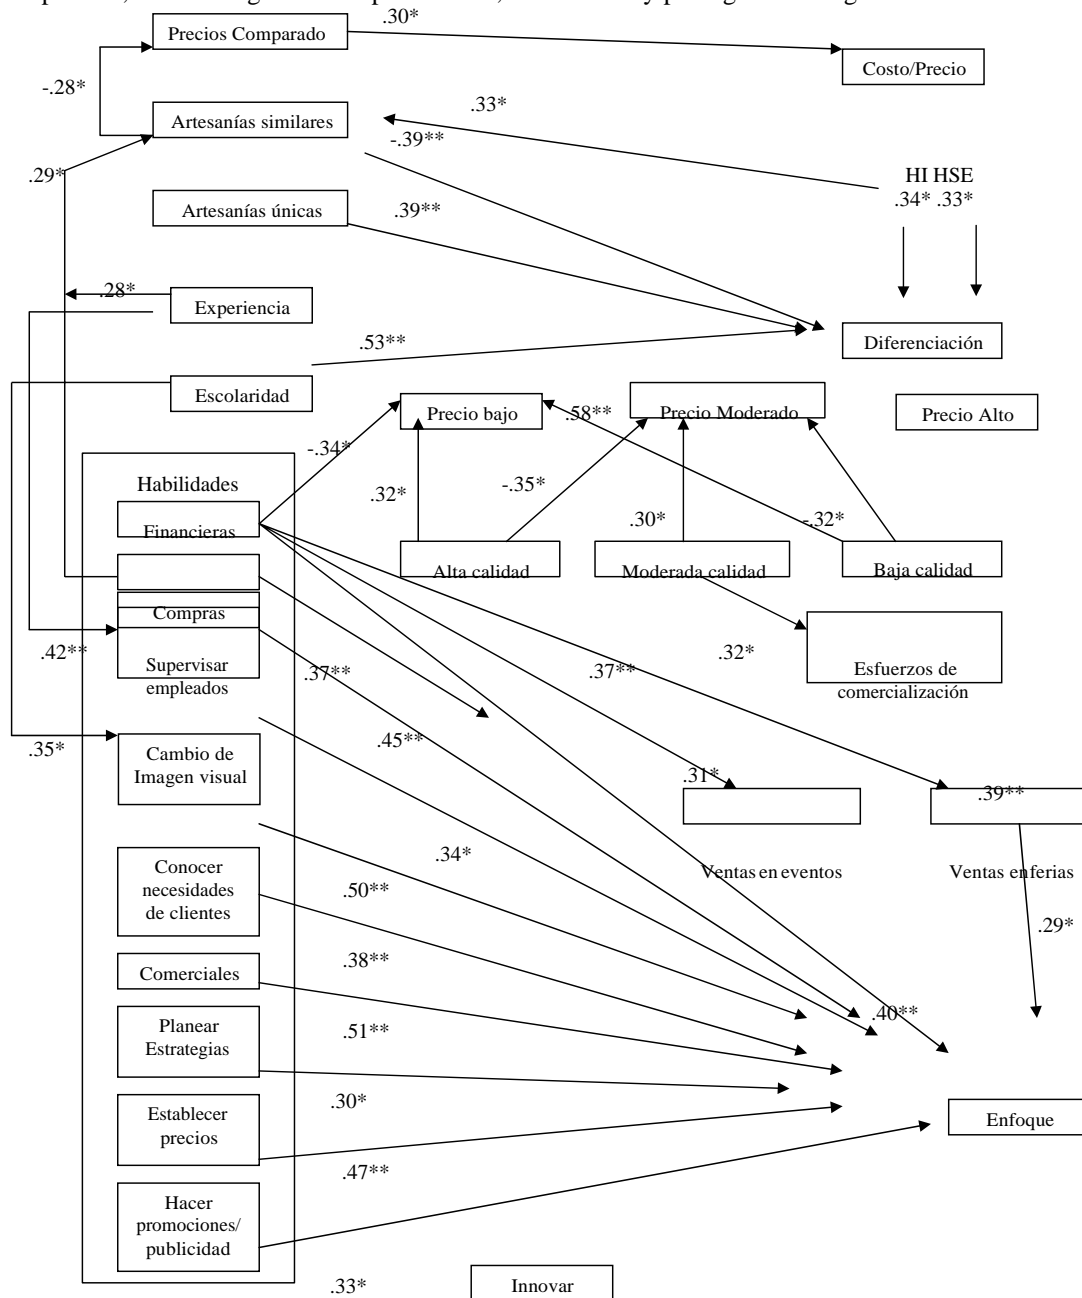 .30*
Precios Comparado
Costo/Precio
-.28*
.33*
Artesanías similares
-.39**
.29*
HI HSE
.34* .33*
Artesanías únicas
.39**
.28*
Experiencia
.53**
Diferenciación
Escolaridad
Precio bajo
.58**
Precio Moderado
Precio Alto
-.34*
Habilidades
.32*
-.35*
Financieras
.30*
-.32*
Alta calidad
Moderada calidad
Baja calidad
Compras
.42**
Supervisar
empleados
.37**
.37**
.32*
Esfuerzos de
comercialización
.35*
Cambio de
Imagen visual
.45**
.31*
.39**
.34*
Conocer
necesidades
de clientes
.50**
Ventas en eventos
Ventas enferias
.29*
Comerciales
.38**
Planear
Estrategias
.51**
.40**
.30*
Establecer
precios
Enfoque
.47**
Hacer
promociones/
publicidad
.33*
Innovar